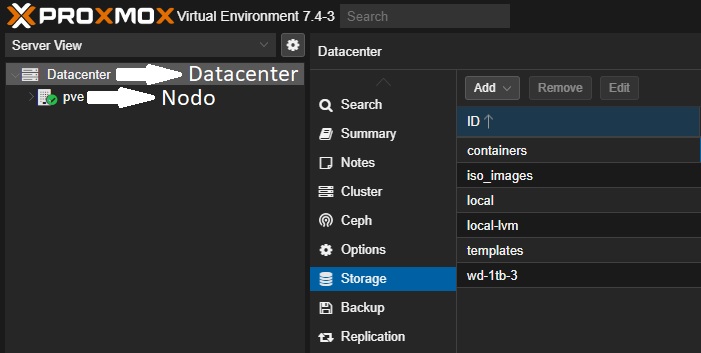 PROXMOX Virtual Environment 7.4-3 Search
Server View
Datacenter Datacenter
pve Nodo
Datacenter
Search
Summary
Notes
Cluster
Ceph
Options
Storage
Backup
Replication
Add Remove Edit
ID
containers
iso_images
local
local-lvm
templates
wd-1tb-3